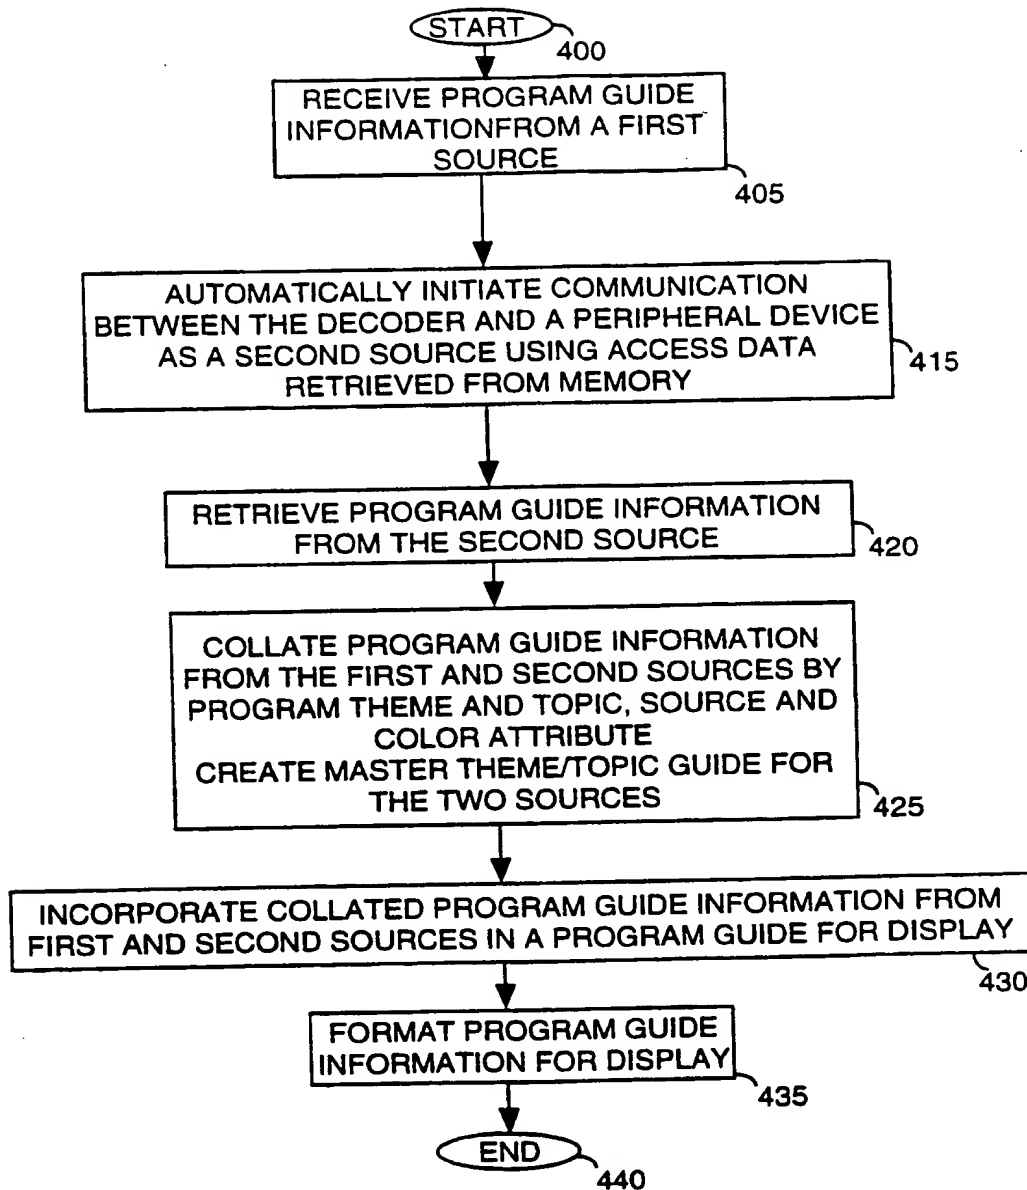 START
400
RECEIVE PROGRAM GUIDE
INFORMATIONFROM A FIRST
SOURCE
405
AUTOMATICALLY INITIATE COMMUNICATION
BETWEEN THE DECODER AND A PERIPHERAL DEVICE
AS A SECOND SOURCE USING ACCESS DATA
RETRIEVED FROM MEMORY
415
RETRIEVE PROGRAM GUIDE INFORMATION
FROM THE SECOND SOURCE
420
COLLATE PROGRAM GUIDE INFORMATION
FROM THE FIRST AND SECOND SOURCES BY
PROGRAM THEME AND TOPIC, SOURCE AND
COLOR ATTRIBUTE
CREATE MASTER THEME/TOPIC GUIDE FOR
THE TWO SOURCES
425
INCORPORATE COLLATED PROGRAM GUIDE INFORMATION FROM
FIRST AND SECOND SOURCES IN A PROGRAM GUIDE FOR DISPLAY
430
FORMAT PROGRAM GUIDE
INFORMATION FOR DISPLAY
435
END
440